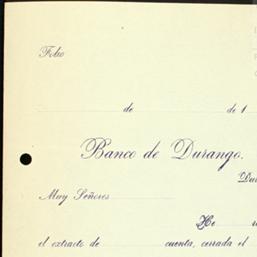 Folio
de de 1
Banco de Durango.
Dur
Muy Señores
He
el extracto de cuenta, cerrada el